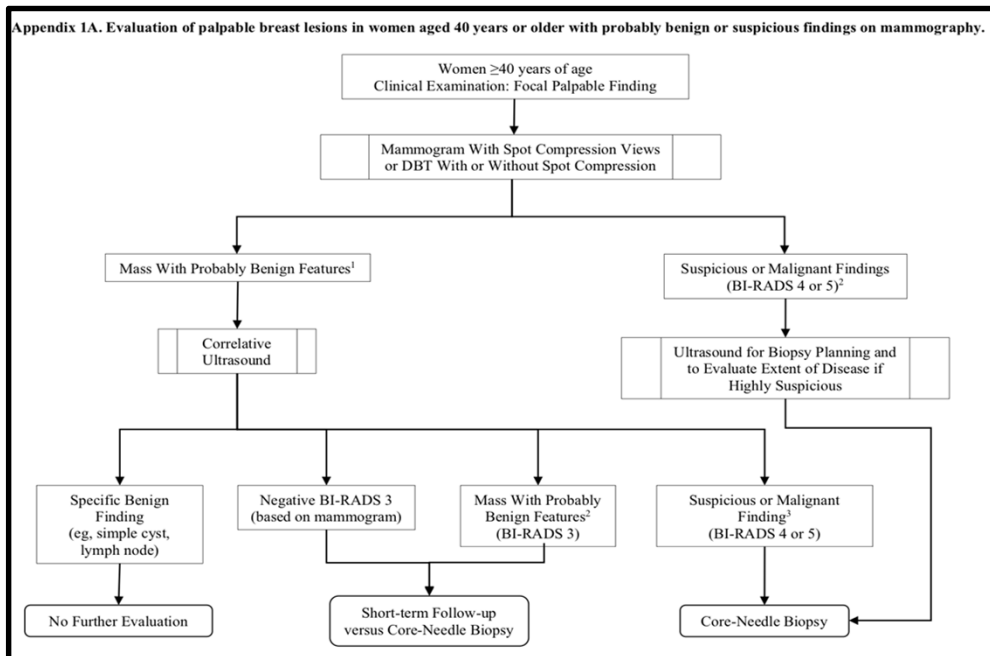 Appendix 1A. Evaluation of palpable breast lesions in women aged 40 years or older with probably benign or suspicious findings on mammography.
Women ≥40 years of age
Clinical Examination: Focal Palpable Finding
Mammogram With Spot Compression Views
or DBT With or Without Spot Compression
Mass With Probably Benign Features¹
Suspicious or Malignant Findings
(BI-RADS 4 or 5)²
Correlative
Ultrasound
Ultrasound for Biopsy Planning and
to Evaluate Extent of Disease if
Highly Suspicious
Specific Benign
Finding
(eg, simple cyst,
lymph node)
Negative BI-RADS 3
(based on mammogram)
Mass With Probably
Benign Features²
(BI-RADS 3)
Suspicious or Malignant
Finding³
(BI-RADS 4 or 5)
No Further Evaluation
Short-term Follow-up
versus Core-Needle Biopsy
Core-Needle Biopsy